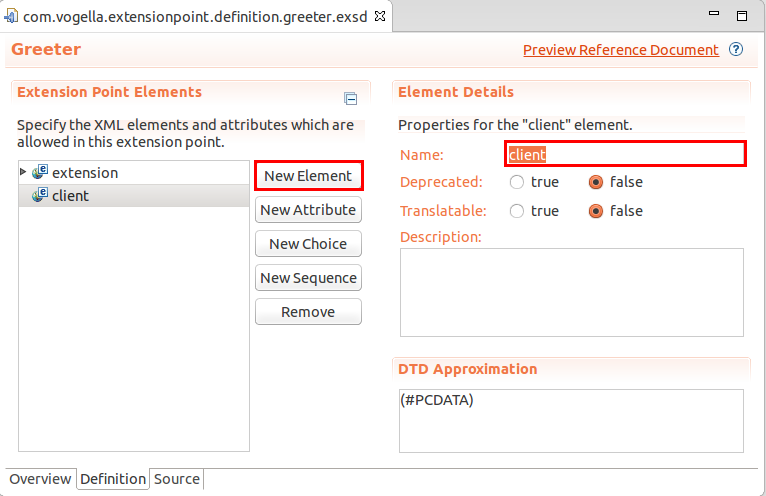 com.vogella.extensionpoint.definition.greeter.exsd
Greeter
Preview Reference Document
Extension Point Elements
Specify the XML elements and attributes which are
allowed in this extension point.
extension
client
New Element
New Attribute
New Choice
New Sequence
Remove
Element Details
Properties for the "client" element.
Name: client
Deprecated: true false
Translatable: true false
Description:
DTD Approximation
(#PCDATA)
Overview Definition Source